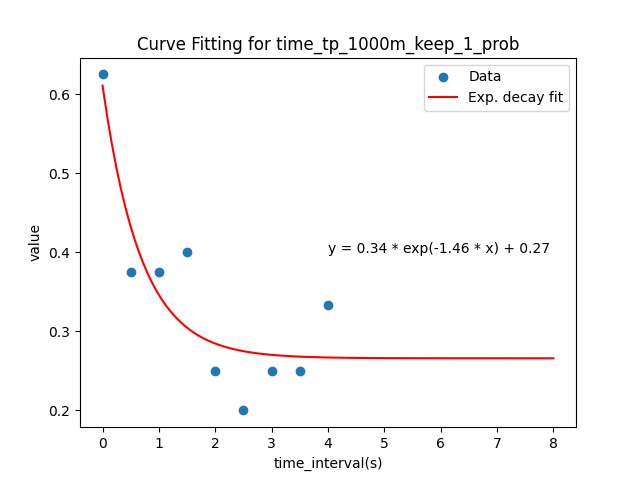 Curve Fitting for time_tp_1000m_keep_1_prob
Data
Exp. decay fit
0.6
0.5
0.4
0.3
0.2
value
y = 0.34 * exp(-1.46 * x) + 0.27
0 1 2 3 4 5 6 7 8
time_interval(s)